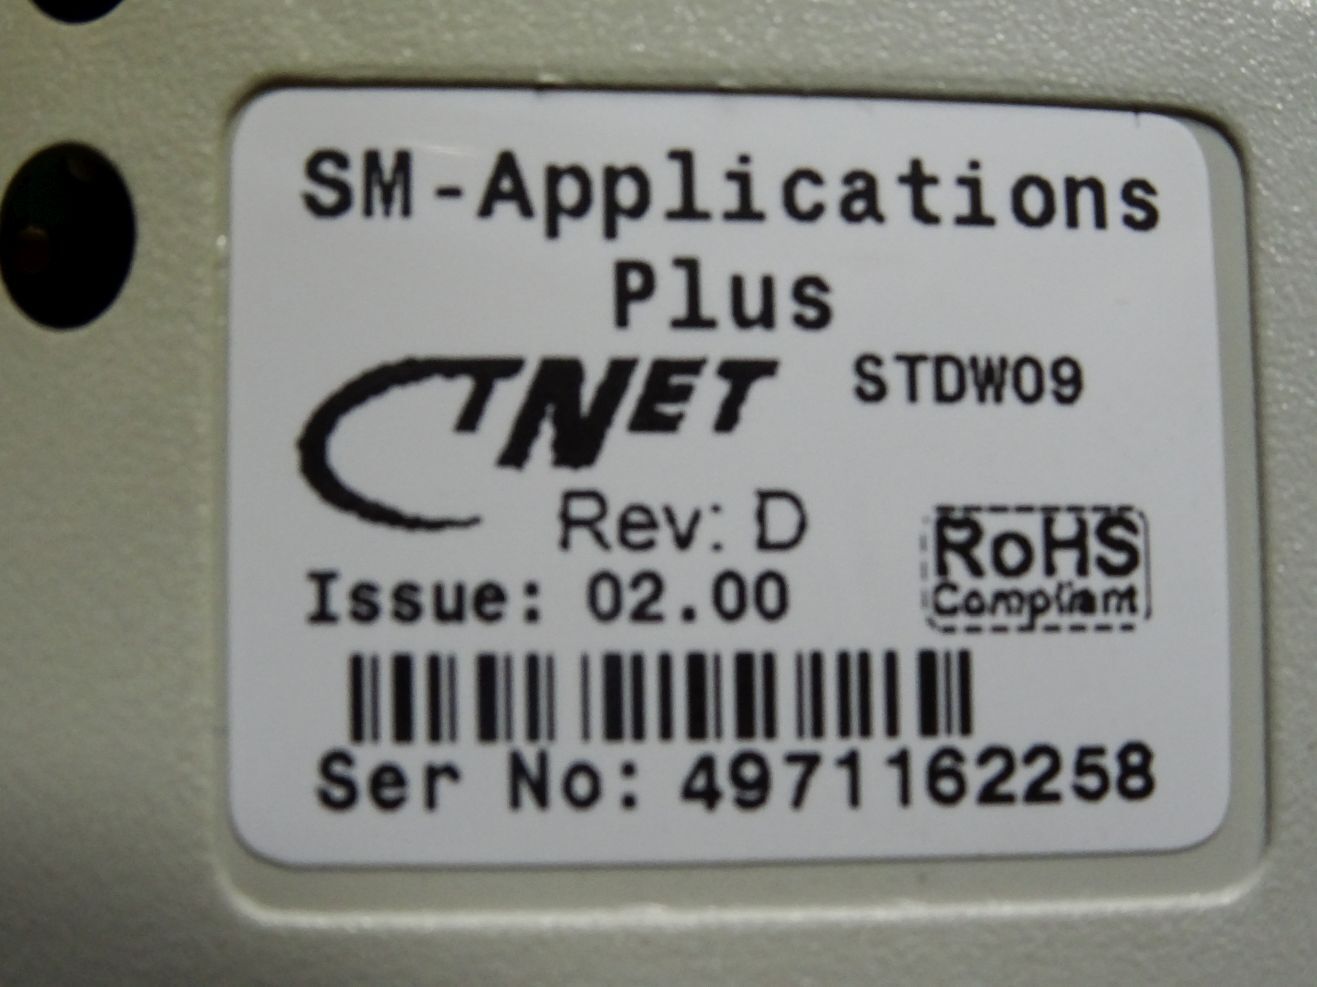 SM-Applications
Plus
CTNET STDW09
Rev: D
RoHS
Compliant
Issue: 02.00
Ser No: 4971162258